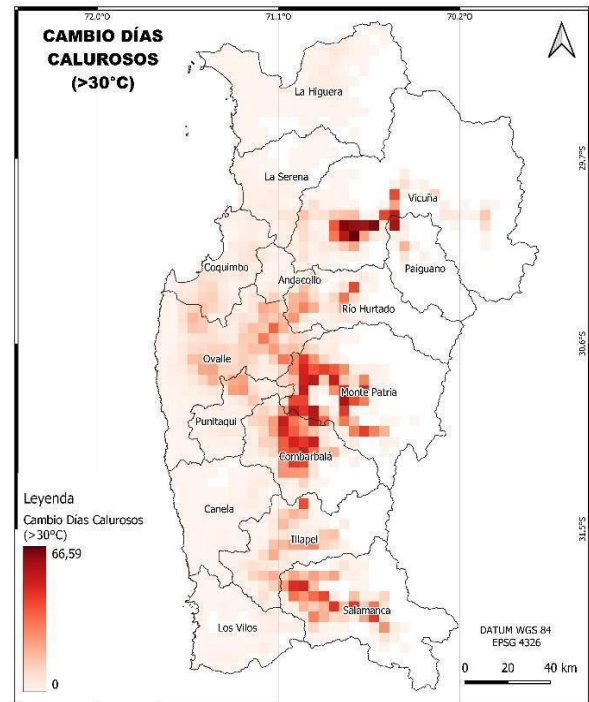 72.0°O 71.1°O 70.2°O
CAMBIO DÍAS
CALUROSOS
(>30°C)
La Higuera
29.7°S
La Serena
Vicuña
Coquimbo
Andacollo
Paiguano
Río Hurtado
30.6°S
Ovalle
Monte Patria
Punitaqui
Combarbalá
Leyenda
Cambio Días Calurosos
(>30°C)
66,59
0
Canela
31.5°S
Illapel
Salamanca
Los Vilos
DATUM WGS 84
EPSG 4326
0 20 40 km